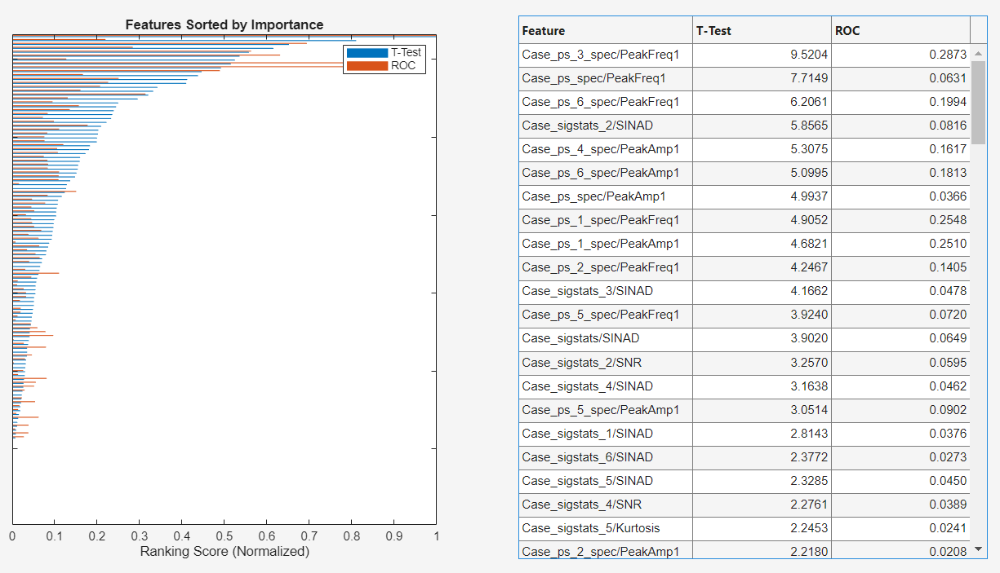 Features Sorted by Importance
T-Test
ROC
0 0.1 0.2 0.3 0.4 0.5 0.6 0.7 0.8 0.9 1
Ranking Score (Normalized)
Feature T-Test ROC
Case_ps_3_spec/PeakFreq1 9.5204 0.2873
Case_ps_spec/PeakFreq1 7.7149 0.0631
Case_ps_6_spec/PeakFreq1 6.2061 0.1994
Case_sigstats_2/SINAD 5.8565 0.0816
Case_ps_4_spec/PeakAmp1 5.3075 0.1617
Case_ps_6_spec/PeakAmp1 5.0995 0.1813
Case_ps_spec/PeakAmp1 4.9937 0.0366
Case_ps_1_spec/PeakFreq1 4.9052 0.2548
Case_ps_1_spec/PeakAmp1 4.6821 0.2510
Case_ps_2_spec/PeakFreq1 4.2467 0.1405
Case_sigstats_3/SINAD 4.1662 0.0478
Case_ps_5_spec/PeakFreq1 3.9240 0.0720
Case_sigstats/SINAD 3.9020 0.0649
Case_sigstats_2/SNR 3.2570 0.0595
Case_sigstats_4/SINAD 3.1638 0.0462
Case_ps_5_spec/PeakAmp1 3.0514 0.0902
Case_sigstats_1/SINAD 2.8143 0.0376
Case_sigstats_6/SINAD 2.3772 0.0273
Case_sigstats_5/SINAD 2.3285 0.0450
Case_sigstats_4/SNR 2.2761 0.0389
Case_sigstats_5/Kurtosis 2.2453 0.0241
Case_ps_2_spec/PeakAmp1 2.2180 0.0208